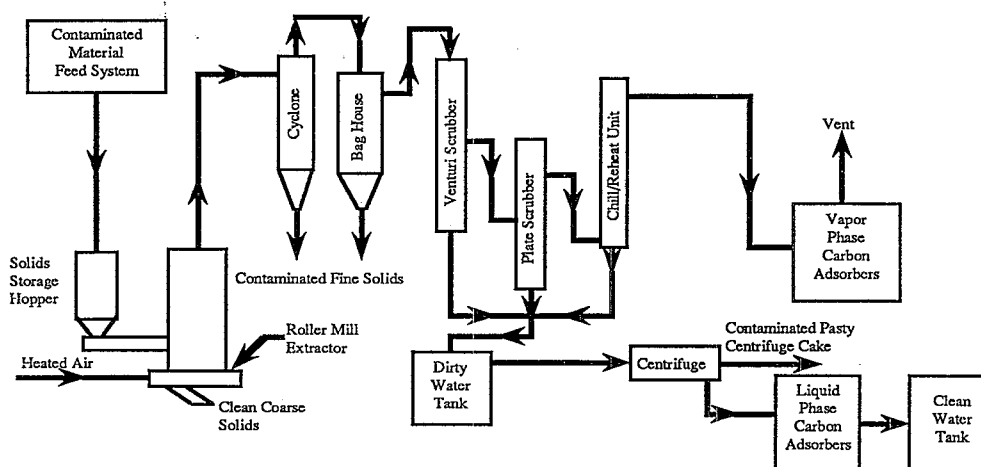 Contaminated
Material
Feed System
Cyclone
Bag House
Venturi Scrubber
Plate Scrubber
Chill/Reheat Unit
Vent
Vapor
Phase
Carbon
Adsorbers
Solids
Storage
Hopper
Contaminated Fine Solids
Roller Mill
Extractor
Heated Air
Clean Coarse
Solids
Dirty
Water
Tank
Centrifuge
Contaminated Pasty
Centrifuge Cake
Liquid
Phase
Carbon
Adsorbers
Clean
Water
Tank